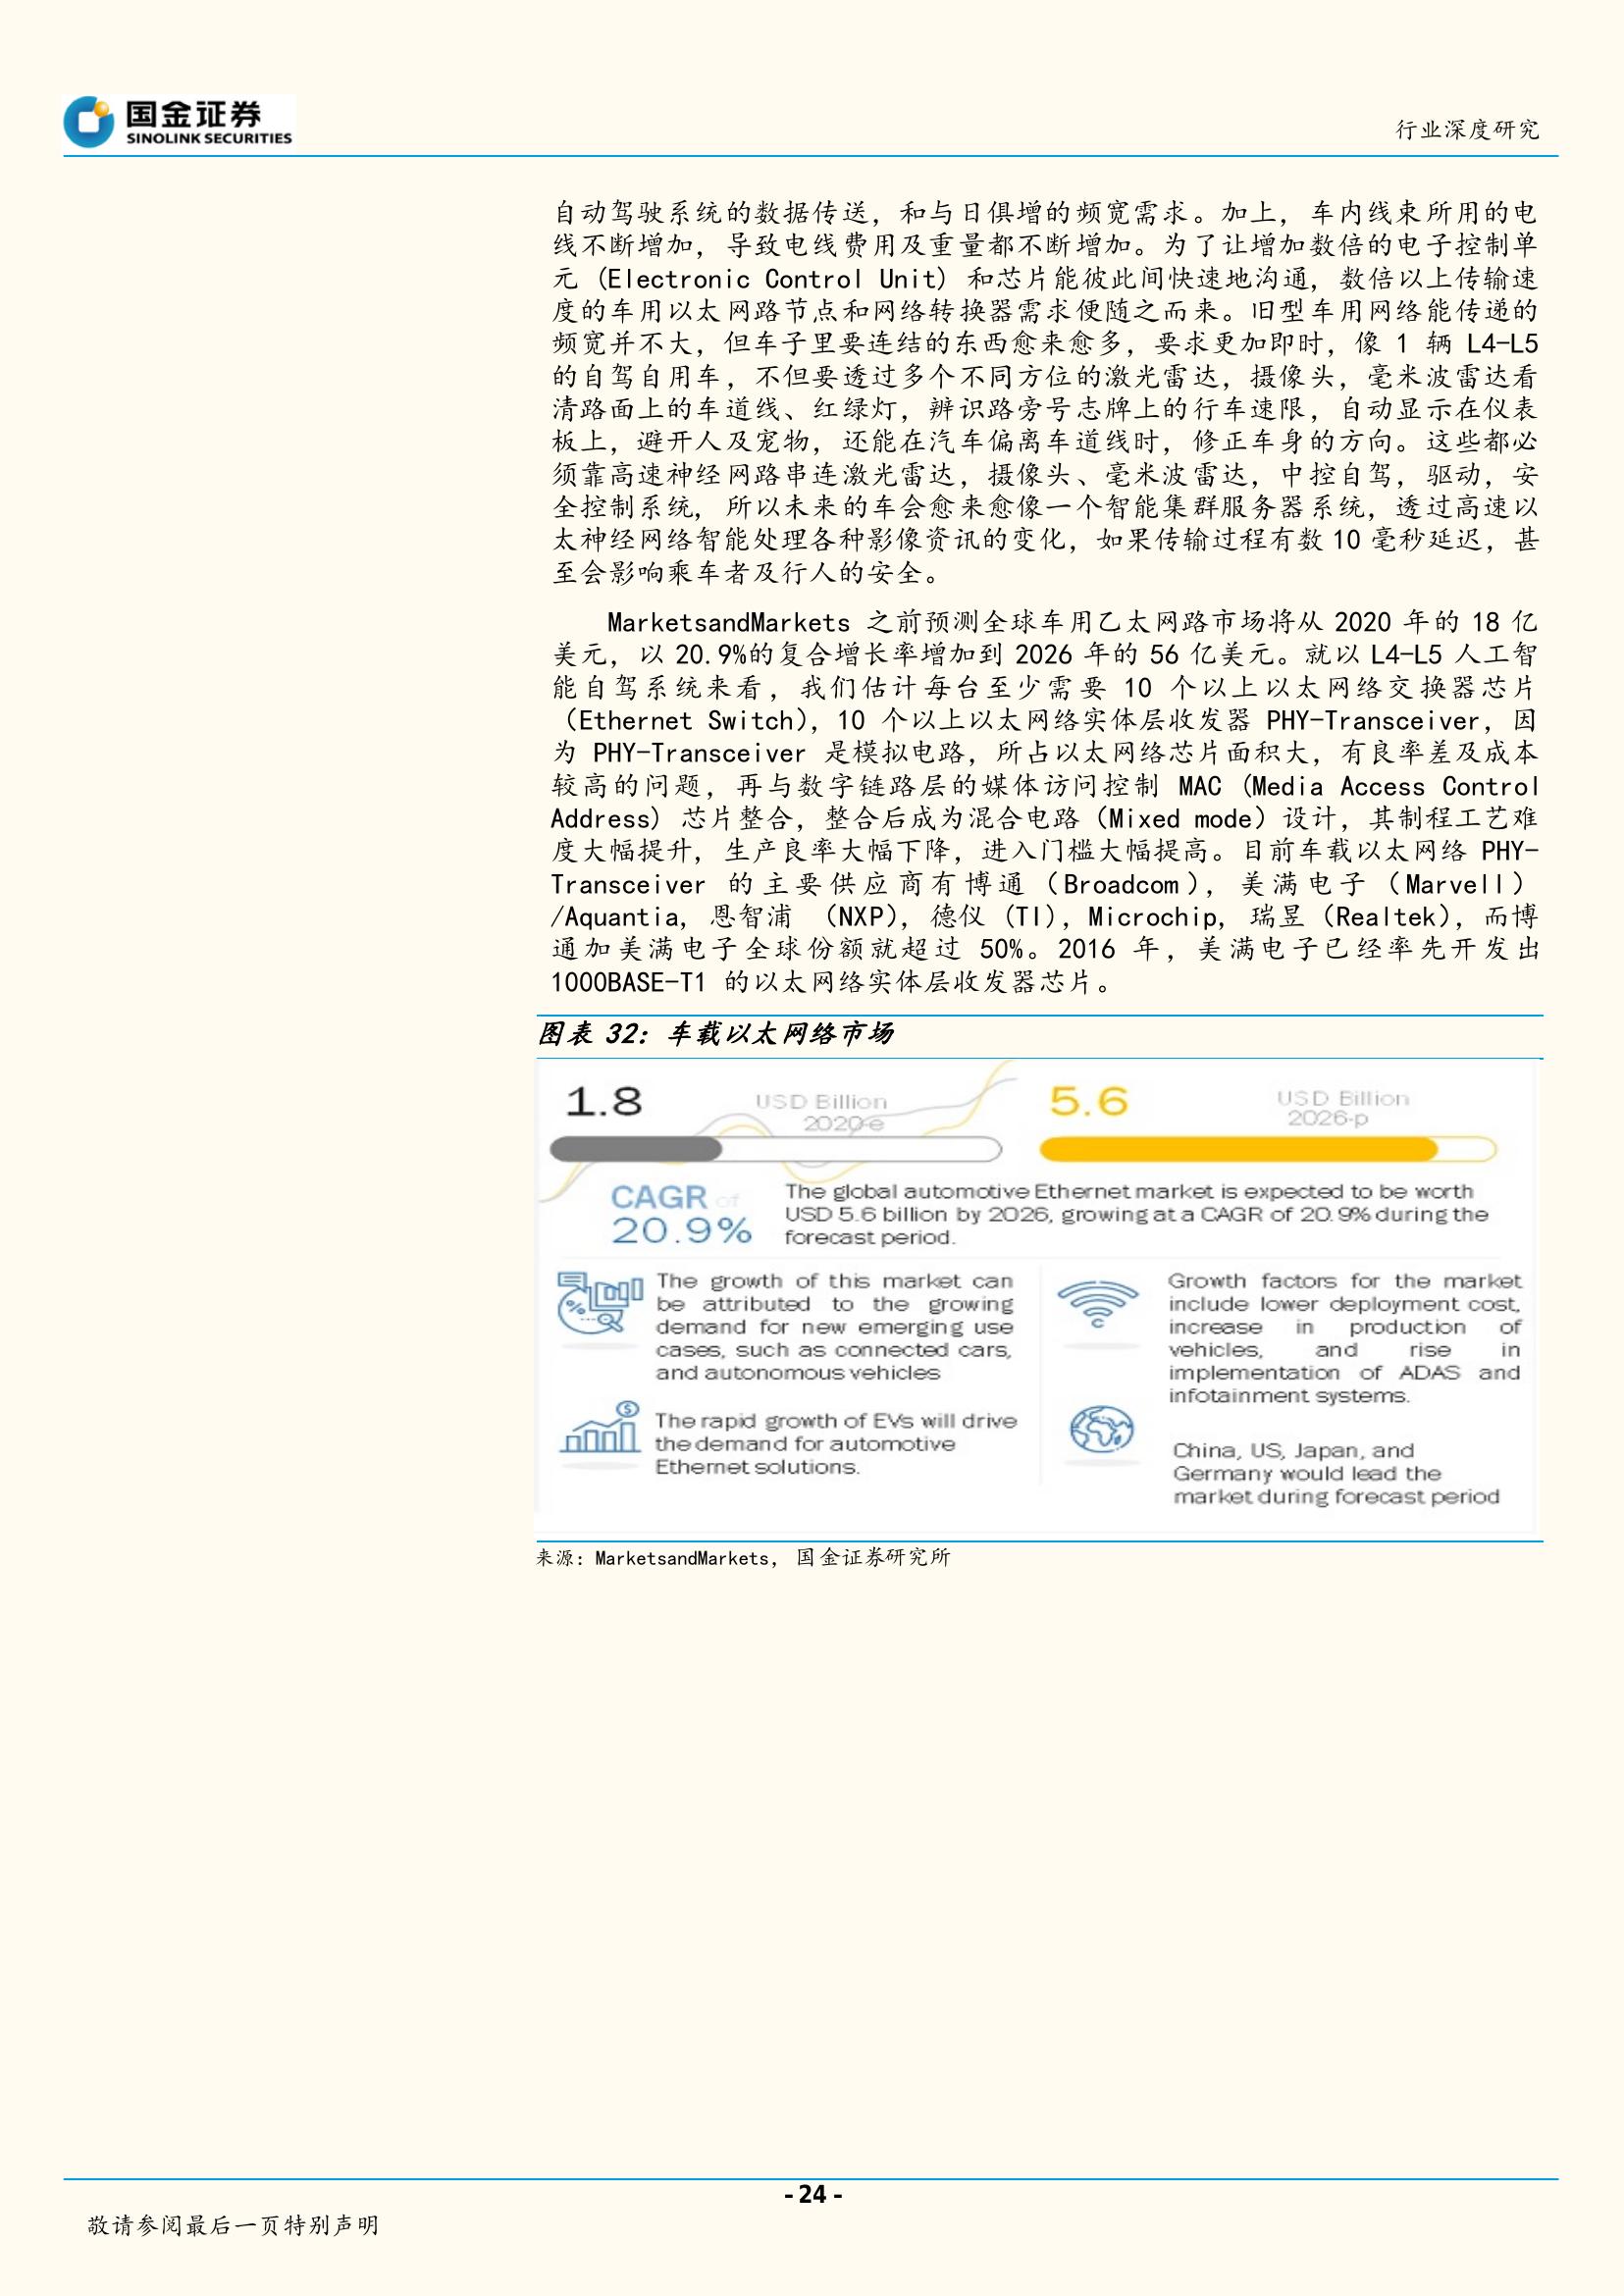 国金证券
SINOLINK SECURITIES
行业深度研究
自动驾驶系统的数据传送，和与日俱增的频宽需求。加上，车内线束所用的电
线不断增加，导致电线费用及重量都不断增加。为了让增加数倍的电子控制单
元 (Electronic Control Unit) 和芯片能彼此间快速地沟通，数倍以上传输速
度的车用以太网路节点和网络转换器需求便随之而来。旧型车用网络能传递的
频宽并不大，但车子里要连结的东西愈来愈多，要求更加即时，像 1 辆 L4-L5
的自驾自用车，不但要透过多个不同方位的激光雷达，摄像头，毫米波雷达看
清路面上的车道线、红绿灯，辨识路旁号志牌上的行车速限，自动显示在仪表
板上，避开人及宠物，还能在汽车偏离车道线时，修正车身的方向。这些都必
须靠高速神经网路串连激光雷达，摄像头、毫米波雷达，中控自驾，驱动，安
全控制系统，所以未来的车会愈来愈像一个智能集群服务器系统，透过高速以
太神经网络智能处理各种影像资讯的变化，如果传输过程有数 10 毫秒延迟，甚
至会影响乘车者及行人的安全。
MarketsandMarkets 之前预测全球车用乙太网路市场将从 2020 年的 18 亿
美元，以 20.9%的复合增长率增加到 2026 年的 56 亿美元。就以 L4-L5 人工智
能自驾系统来看，我们估计每台至少需要 10 个以上以太网络交换器芯片
（Ethernet Switch），10 个以上以太网络实体层收发器 PHY-Transceiver，因
为 PHY-Transceiver 是模拟电路，所占以太网络芯片面积大，有良率差及成本
较高的问题，再与数字链路层的媒体访问控制 MAC (Media Access Control
Address) 芯片整合，整合后成为混合电路（Mixed mode）设计，其制程工艺难
度大幅提升，生产良率大幅下降，进入门槛大幅提高。目前车载以太网络 PHY-
Transceiver 的主要供应商有博通（Broadcom），美满电子（Marvell）
/Aquantia，恩智浦 （NXP），德仪 (TI)，Microchip，瑞昱（Realtek），而博
通加美满电子全球份额就超过 50%。2016 年，美满电子已经率先开发出
1000BASE-T1 的以太网络实体层收发器芯片。
图表 32：车载以太网络市场
1.8
USD Billion
2020-e
5.6
USD Billion
2026-p
CAGR of
20.9%
The global automotive Ethernet market is expected to be worth
USD 5.6 billion by 2026, growing at a CAGR of 20.9% during the
forecast period.
The growth of this market can
be attributed to the growing
demand for new emerging use
cases, such as connected cars,
and autonomous vehicles
Growth factors for the market
include lower deployment cost,
increase in production of
vehicles, and rise in
implementation of ADAS and
infotainment systems.
The rapid growth of EVs will drive
the demand for automotive
Ethernet solutions.
China, US, Japan, and
Germany would lead the
market during forecast period
来源：MarketsandMarkets， 国金证券研究所
- 24 -
敬请参阅最后一页特别声明